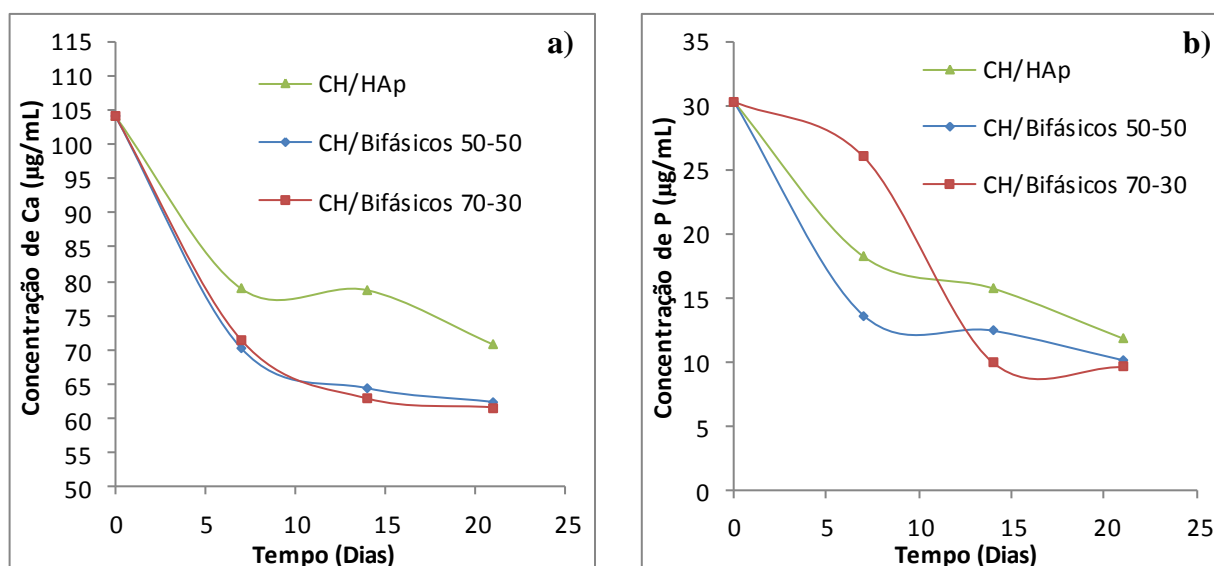 a)
Concentração de Ca (µg/mL)
115
110
105
100
95
90
85
80
75
70
65
60
55
50
CH/HAp
CH/Bifásicos 50-50
CH/Bifásicos 70-30
0 5 10 15 20 25
Tempo (Dias)
b)
Concentração de P (µg/mL)
35
30
25
20
15
10
5
0
CH/HAp
CH/Bifásicos 50-50
CH/Bifásicos 70-30
0 5 10 15 20 25
Tempo (Dias)